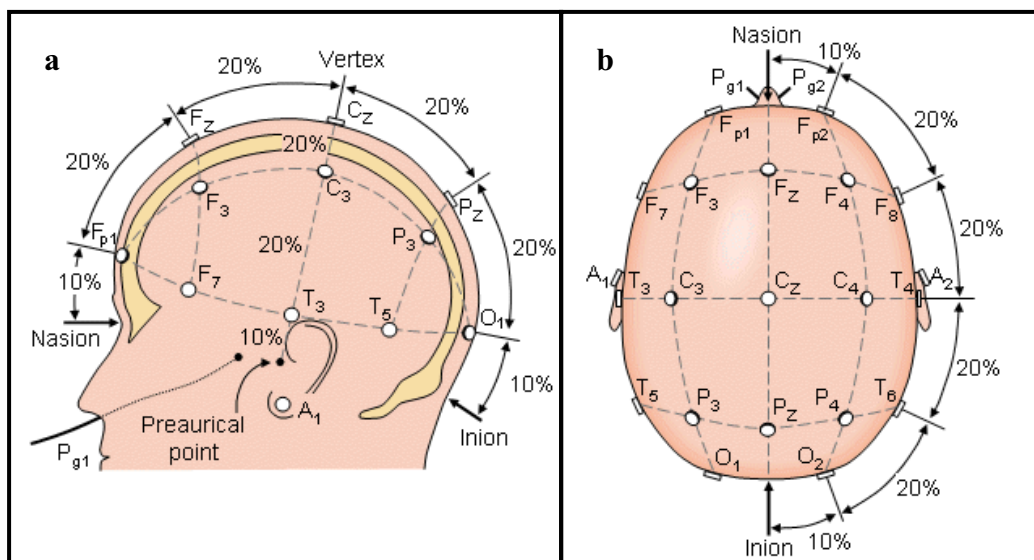 a
20%
Vertex
20%
20%
20%
20%
10%
Fz
Cz
20%
C3
F3
Pz
P3
Fp1
20%
F7
T3
T5
O1
Nasion
10%
10%
A1
Preaurical
point
Inion
Pg1
b
Nasion
10%
Pg1
Pg2
Fp1
Fp2
20%
F7
F3
Fz
F4
F8
20%
A1
T3
C3
Cz
C4
T4
A2
20%
T5
P3
Pz
P4
T6
O1
O2
20%
Inion
10%